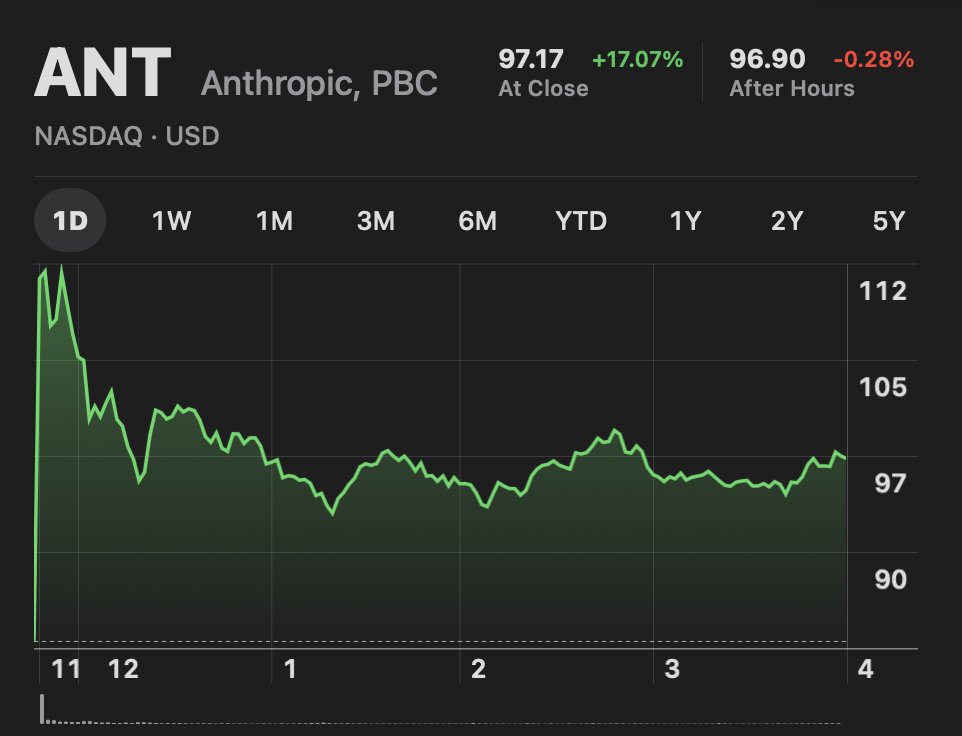 ANT Anthropic, PBC 97.17 +17.07% 96.90 -0.28%
At Close After Hours
NASDAQ · USD
1D 1W 1M 3M 6M YTD 1Y 2Y 5Y
112
105
97
90
11 12 1 2 3 4